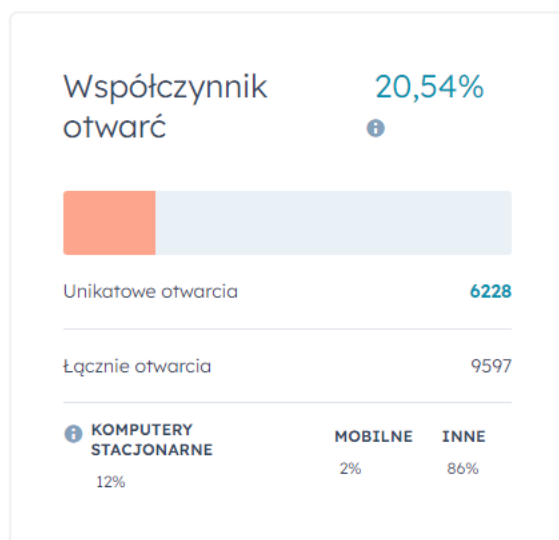 Współczynnik 20,54%
otwarć
Unikatowe otwarcia 6228
Łącznie otwarcia 9597
KOMPUTERY
STACJONARNE MOBILNE INNE
12% 2% 86%